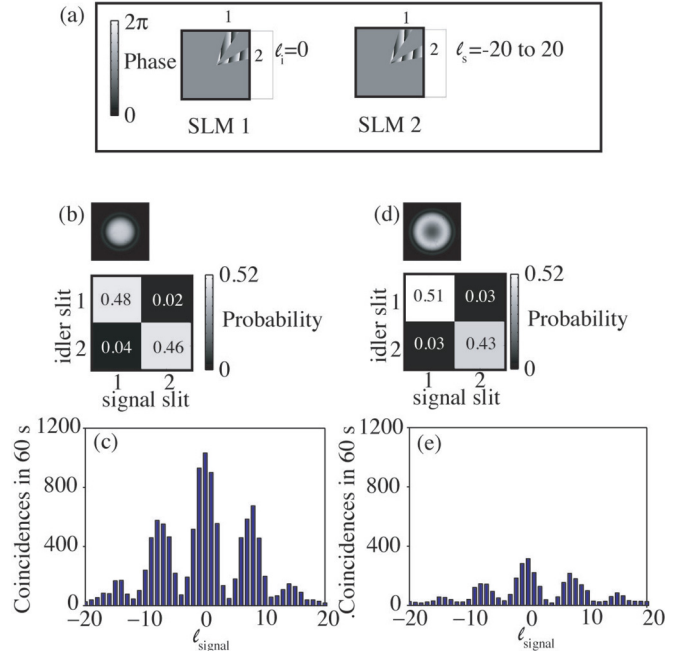 (a)
2π
Phase
0
1
2
ℓi=0
SLM 1
1
2
ℓs=-20 to 20
SLM 2
(b)
idler slit
1
2
0.48 0.02
0.04 0.46
1 2
signal slit
0.52
Probability
0
(d)
idler slit
1
2
0.51 0.03
0.03 0.43
1 2
signal slit
0.52
Probability
0
(c)
Coincidences in 60 s
1200
800
400
0
−20 −10 0 10 20
ℓsignal
(e)
.Coincidences in 60 s
1200
800
400
0
−20 −10 0 10 20
ℓsignal